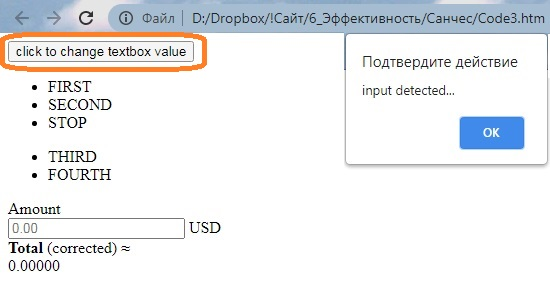 Файл D:/Dropbox/!Сайт/6_Эффективность/Санчес/Code3.htm
click to change textbox value
Подтвердите действие
input detected...
OK
FIRST
SECOND
STOP
THIRD
FOURTH
Amount
0.00 USD
Total (corrected) ≈
0.00000